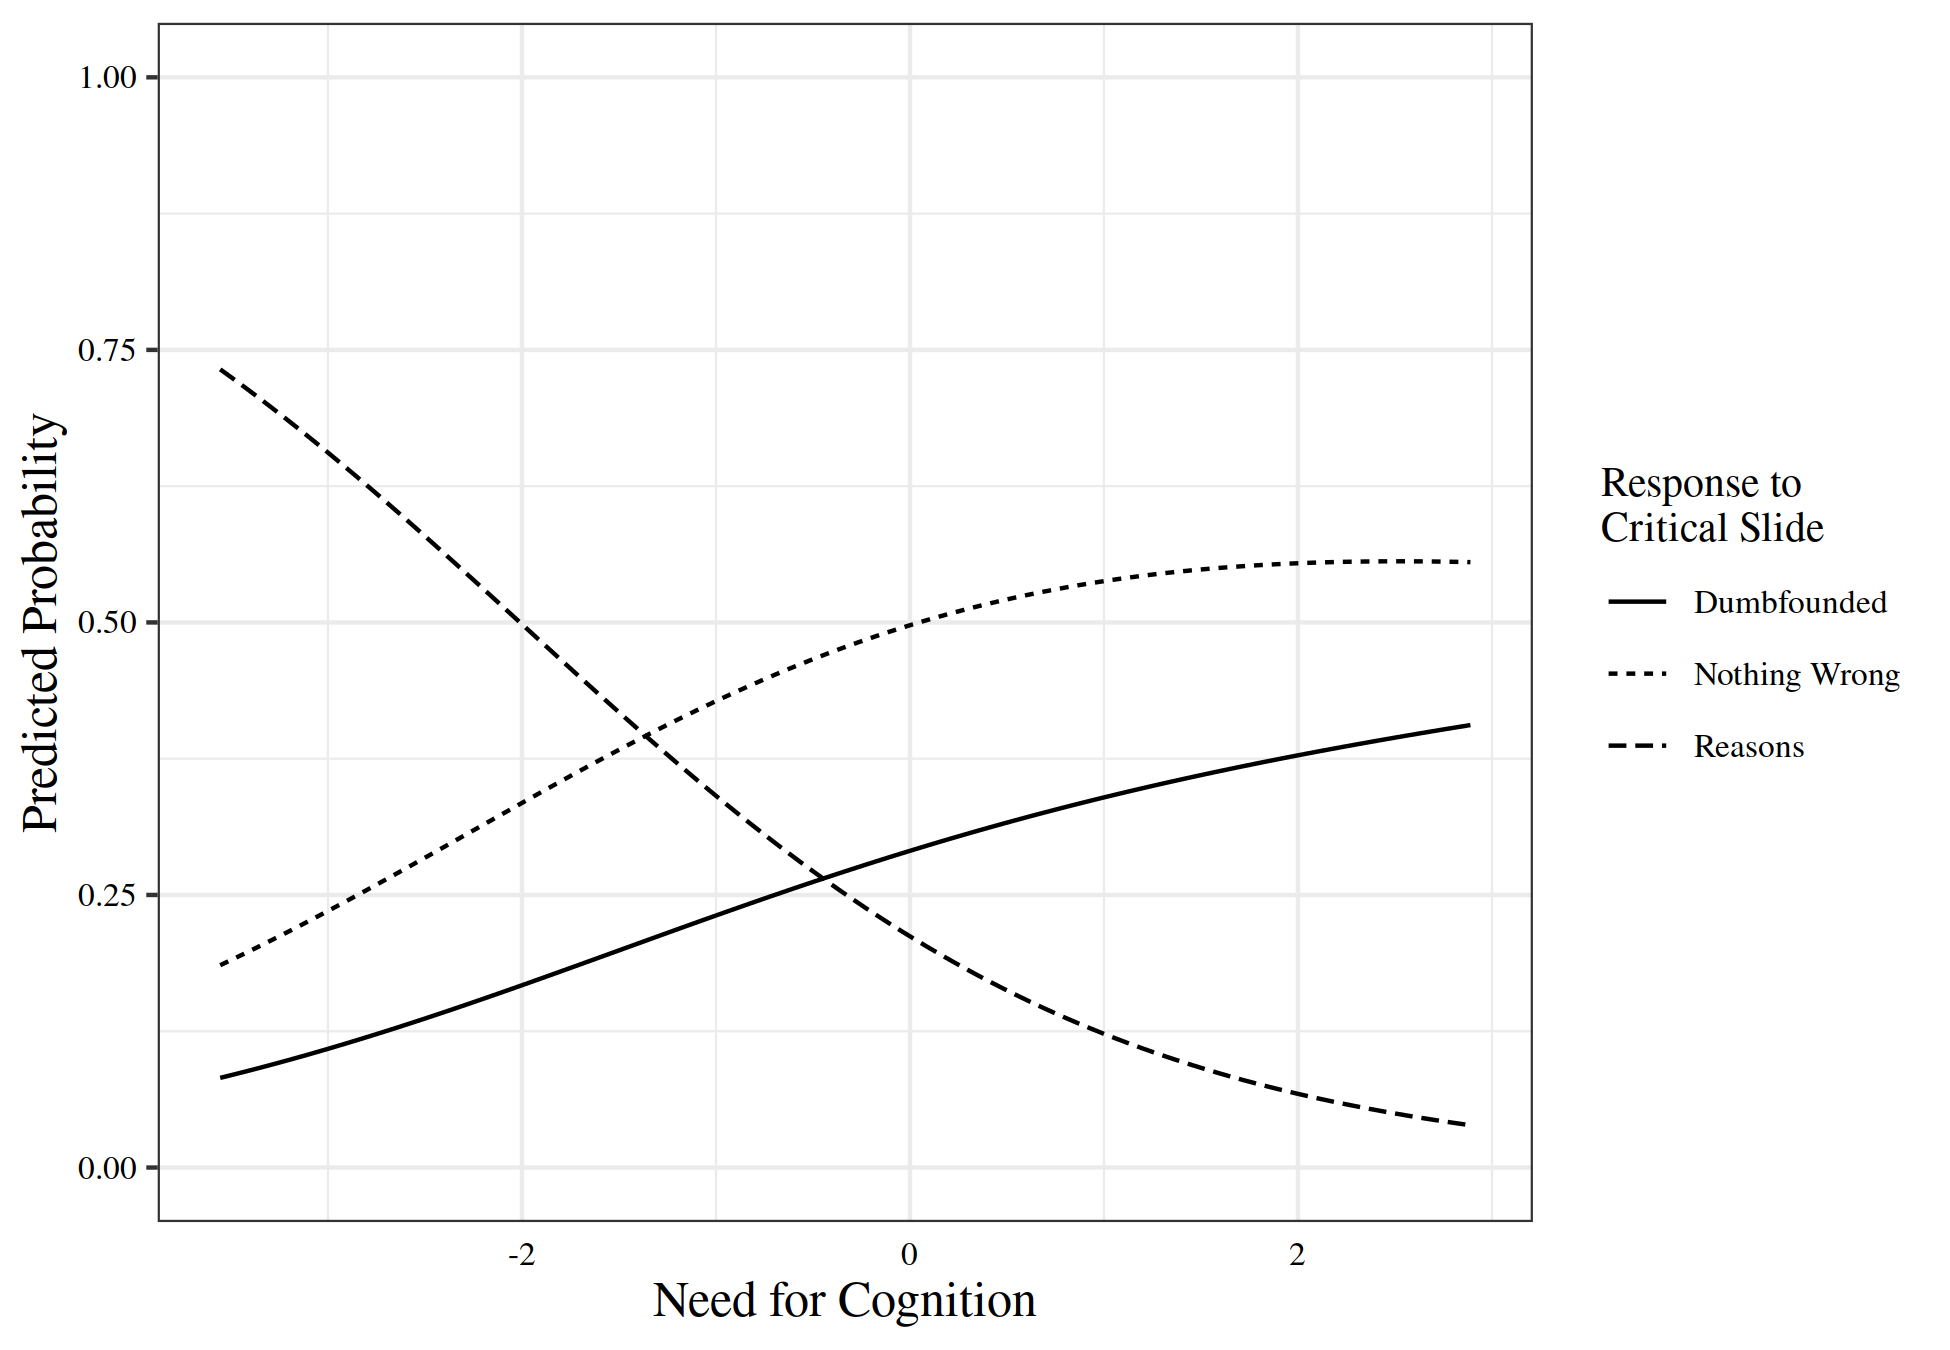 1.00
0.75
0.50
0.25
0.00
Predicted Probability
-2
0
2
Need for Cognition
Response to
Critical Slide
Dumbfounded
Nothing Wrong
Reasons